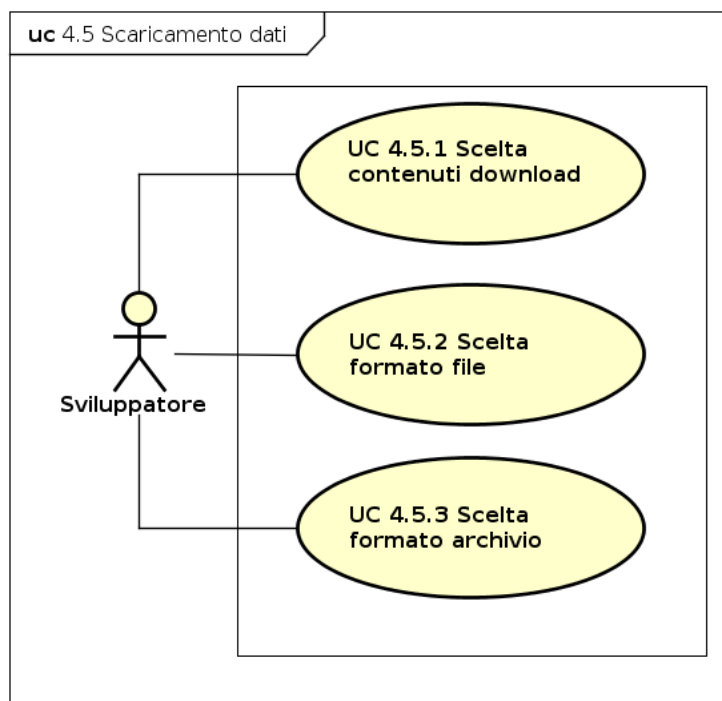 uc 4.5 Scaricamento dati
UC 4.5.1 Scelta
contenuti download
UC 4.5.2 Scelta
formato file
Sviluppatore
UC 4.5.3 Scelta
formato archivio